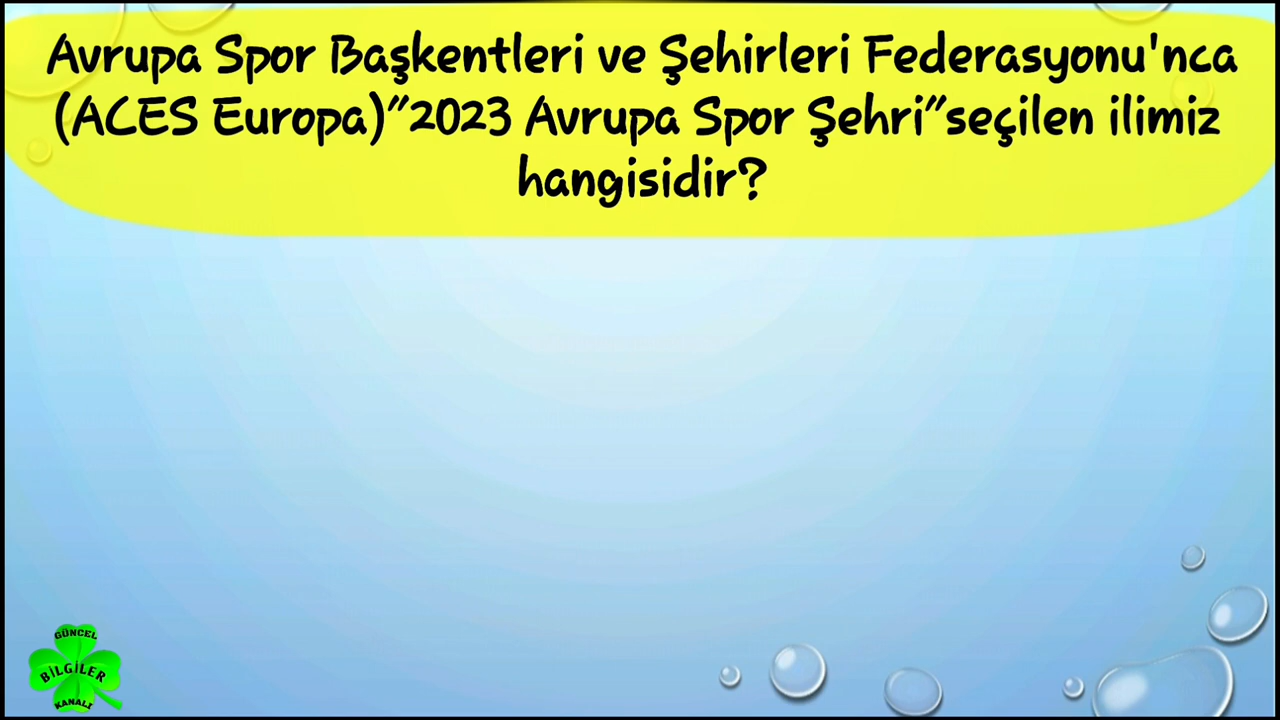 Avrupa Spor Başkentleri ve Şehirleri Federasyonu'nca
(ACES Europa)"2023 Avrupa Spor Şehri"seçilen ilimiz
hangisidir?
GÜNCEL
BİLGİLER
KANALI